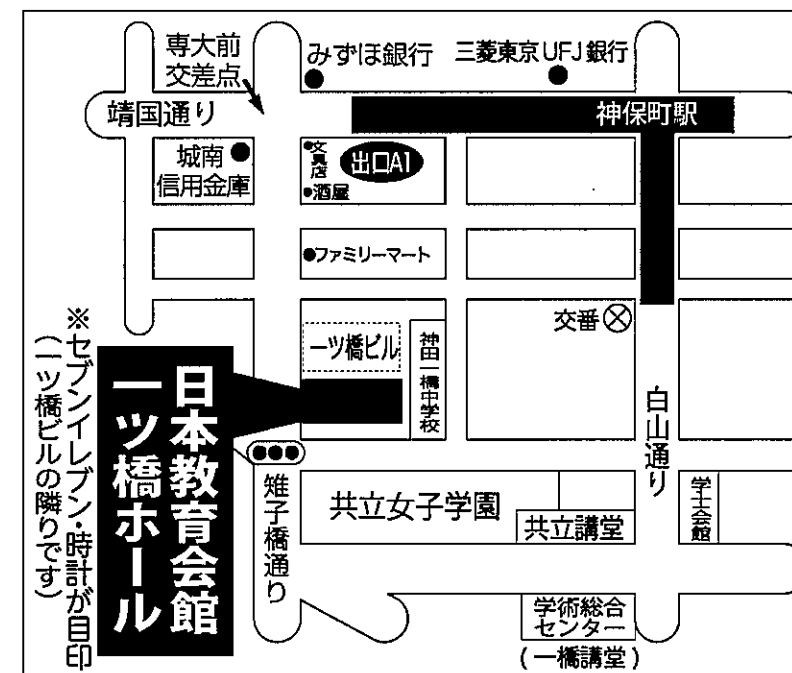 専大前
交差点
みずほ銀行
三菱東京UFJ銀行
靖国通り
神保町駅
城南
信用金庫
文具店
出口A1
酒屋
ファミリーマート
交番
一ツ橋ビル
神田一橋中学校
白山通り
日本教育会館
一ツ橋ホール
※セブンイレブン・時計が目印
(一ツ橋ビルの隣りです)
雉子橋通り
共立女子学園
共立講堂
学士会館
学術総合
センター
(一橋講堂)